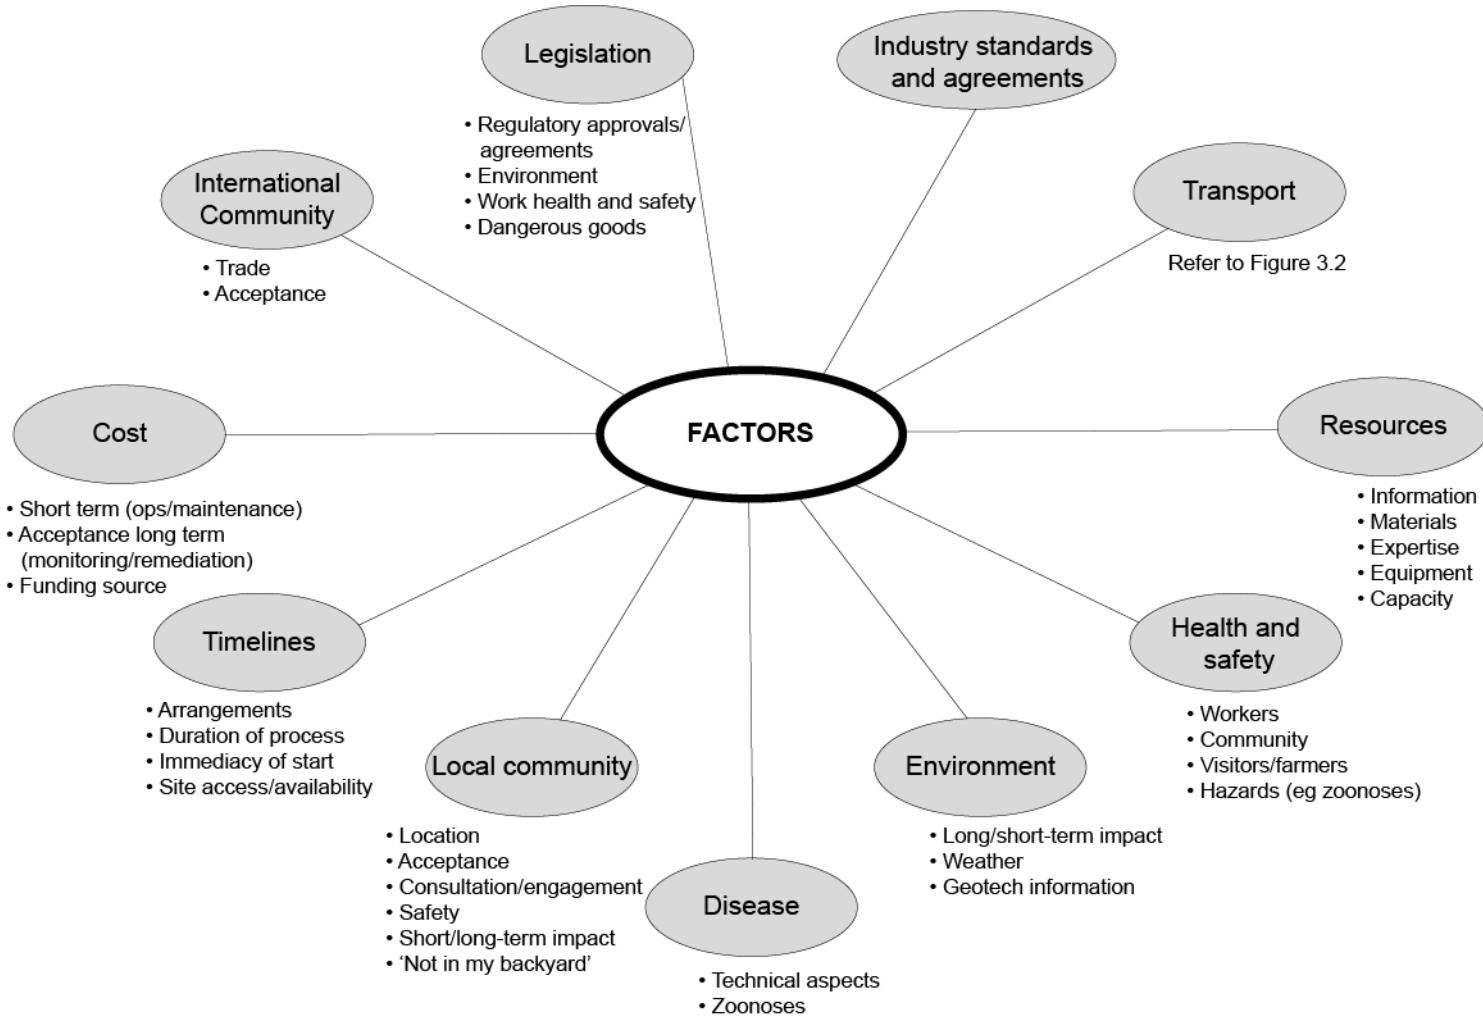 Legislation
• Regulatory approvals/
agreements
• Environment
• Work health and safety
• Dangerous goods
Industry standards
and agreements
International
Community
• Trade
• Acceptance
Transport
Refer to Figure 3.2
Cost
• Short term (ops/maintenance)
• Acceptance long term
(monitoring/remediation)
• Funding source
FACTORS
Resources
• Information
• Materials
• Expertise
• Equipment
• Capacity
Timelines
• Arrangements
• Duration of process
• Immediacy of start
• Site access/availability
Local community
• Location
• Acceptance
• Consultation/engagement
• Safety
• Short/long-term impact
• ‘Not in my backyard’
Disease
• Technical aspects
• Zoonoses
Environment
• Long/short-term impact
• Weather
• Geotech information
Health and
safety
• Workers
• Community
• Visitors/farmers
• Hazards (eg zoonoses)